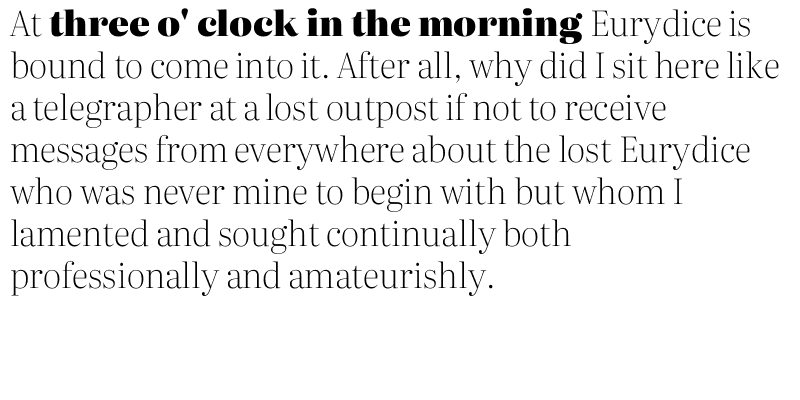 At three o' clock in the morning Eurydice is
bound to come into it. After all, why did I sit here like
a telegrapher at a lost outpost if not to receive
messages from everywhere about the lost Eurydice
who was never mine to begin with but whom I
lamented and sought continually both
professionally and amateurishly.